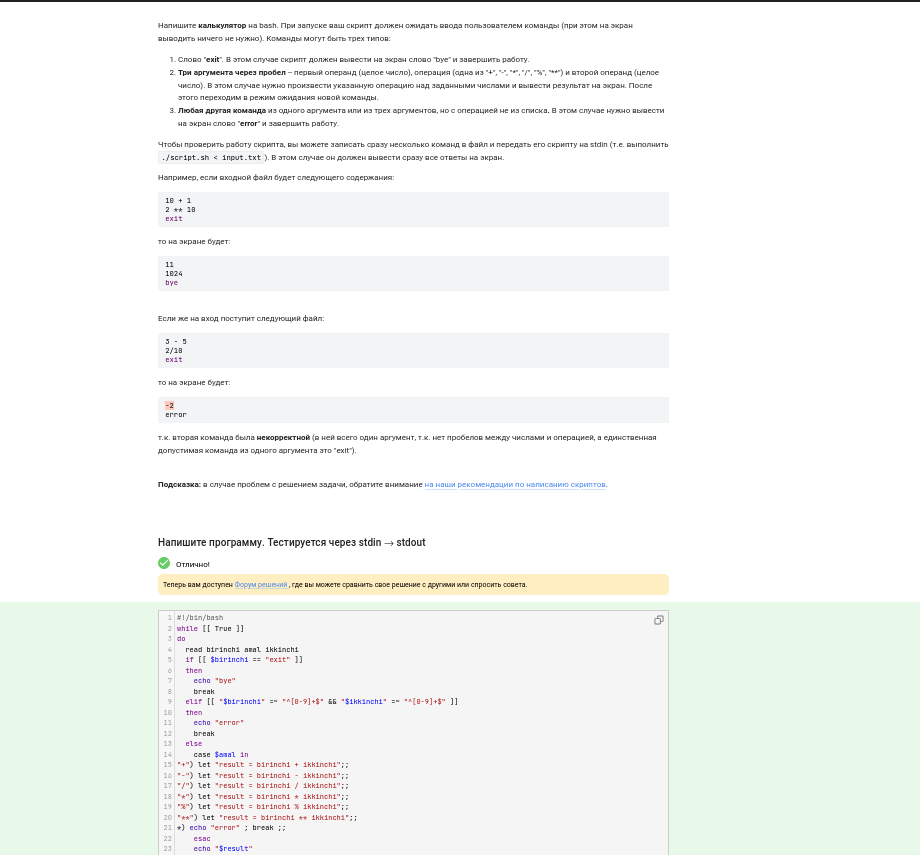 Напишите калькулятор на bash. При запуске ваш скрипт должен ожидать ввода пользователем команды (при этом на экран
выводить ничего не нужно). Команды могут быть трех типов:
1. Слово "exit". В этом случае скрипт должен вывести на экран слово "bye" и завершить работу.
2. Три аргумента через пробел – первый операнд (целое число), операция (одна из "+", "-", "*", "/", "%", "**") и второй операнд (целое
число). В этом случае нужно произвести указанную операцию над заданными числами и вывести результат на экран. После
этого переходим в режим ожидания новой команды.
3. Любая другая команда из одного аргумента или из трех аргументов, но с операцией не из списка. В этом случае нужно вывести
на экран слово "error" и завершить работу.
Чтобы проверить работу скрипта, вы можете записать сразу несколько команд в файл и передать его скрипту на stdin (т.е. выполнить
./script.sh < input.txt ). В этом случае он должен вывести сразу все ответы на экран.
Например, если входной файл будет следующего содержания:
10 + 1
2 ** 10
exit
то на экране будет:
11
1024
bye
Если же на вход поступит следующий файл:
3 - 5
2/10
exit
то на экране будет:
-2
error
т.к. вторая команда была некорректной (в ней всего один аргумент, т.к. нет пробелов между числами и операцией, а единственная
допустимая команда из одного аргумента это "exit").
Подсказка: в случае проблем с решением задачи, обратите внимание на наши рекомендации по написанию скриптов.
Напишите программу. Тестируется через stdin → stdout
Отлично!
Теперь вам доступен Форум решений, где вы можете сравнить свое решение с другими или спросить совета.
1 #!/bin/bash
2 while [[ True ]]
3 do
4 read birinchi amal ikkinchi
5 if [[ $birinchi == "exit" ]]
6 then
7 echo "bye"
8 break
9 elif [[ "$birinchi" =~ "^[0-9]+$" && "$ikkinchi" =~ "^[0-9]+$" ]]
10 then
11 echo "error"
12 break
13 else
14 case $amal in
15 "+") let "result = birinchi + ikkinchi";;
16 "-") let "result = birinchi - ikkinchi";;
17 "/") let "result = birinchi / ikkinchi";;
18 "*") let "result = birinchi * ikkinchi";;
19 "%") let "result = birinchi % ikkinchi";;
20 "**") let "result = birinchi ** ikkinchi";;
21 *) echo "error" ; break ;;
22 esac
23 echo "$result"